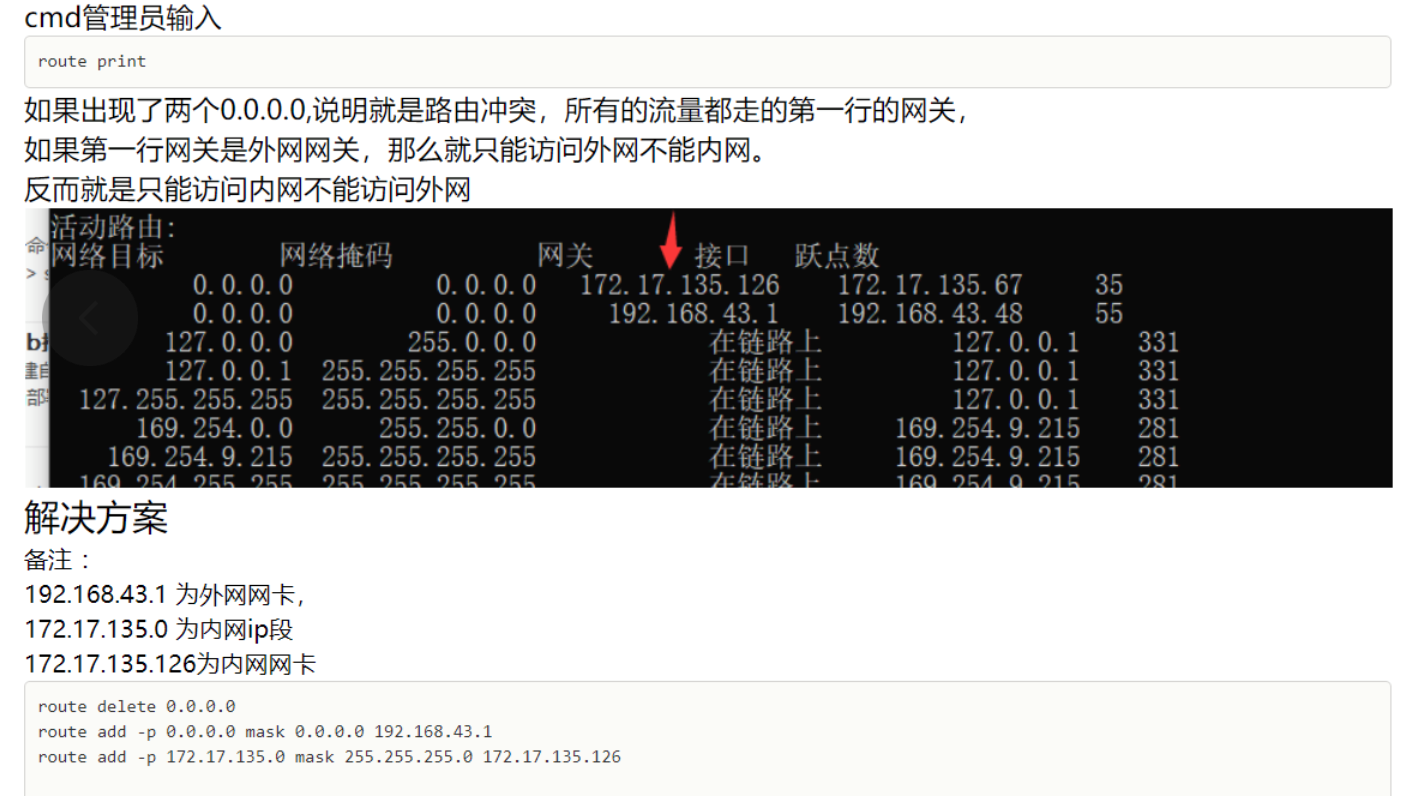 cmd管理员输入
route print
如果出现了两个0.0.0.0,说明就是路由冲突，所有的流量都走的第一行的网关，
如果第一行网关是外网网关，那么就只能访问外网不能内网。
反而就是只能访问内网不能访问外网
活动路由:
网络目标 网络掩码 网关 接口 跃点数
0.0.0.0 0.0.0.0 172.17.135.126 172.17.135.67 35
0.0.0.0 0.0.0.0 192.168.43.1 192.168.43.48 55
127.0.0.0 255.0.0.0 在链路上 127.0.0.1 331
127.0.0.1 255.255.255.255 在链路上 127.0.0.1 331
127.255.255.255 255.255.255.255 在链路上 127.0.0.1 331
169.254.0.0 255.255.0.0 在链路上 169.254.9.215 281
169.254.9.215 255.255.255.255 在链路上 169.254.9.215 281
169.254.255.255 255.255.255.255 在链路上 169.254.9.215 281
解决方案
备注：
192.168.43.1 为外网网卡，
172.17.135.0 为内网ip段
172.17.135.126为内网网卡
route delete 0.0.0.0
route add -p 0.0.0.0 mask 0.0.0.0 192.168.43.1
route add -p 172.17.135.0 mask 255.255.255.0 172.17.135.126